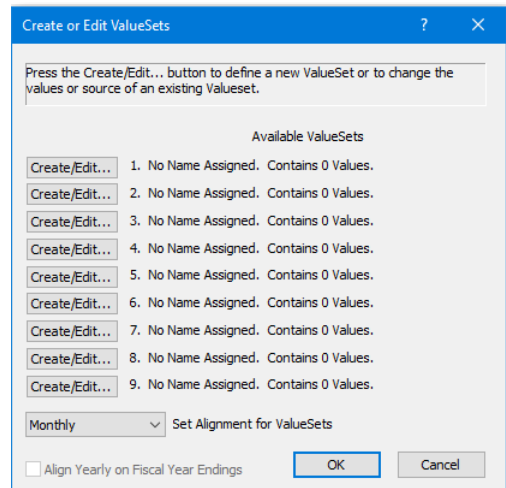 Create or Edit ValueSets ? ×
Press the Create/Edit... button to define a new ValueSet or to change the
values or source of an existing Valueset.
Available ValueSets
Create/Edit... 1. No Name Assigned. Contains 0 Values.
Create/Edit... 2. No Name Assigned. Contains 0 Values.
Create/Edit... 3. No Name Assigned. Contains 0 Values.
Create/Edit... 4. No Name Assigned. Contains 0 Values.
Create/Edit... 5. No Name Assigned. Contains 0 Values.
Create/Edit... 6. No Name Assigned. Contains 0 Values.
Create/Edit... 7. No Name Assigned. Contains 0 Values.
Create/Edit... 8. No Name Assigned. Contains 0 Values.
Create/Edit... 9. No Name Assigned. Contains 0 Values.
Monthly Set Alignment for ValueSets
Align Yearly on Fiscal Year Endings OK Cancel